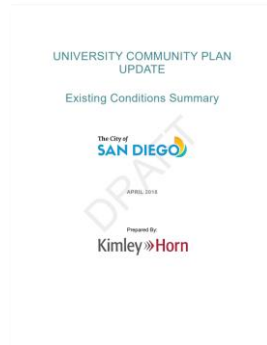 UNIVERSITY COMMUNITY PLAN
UPDATE
Existing Conditions Summary
The City of
SAN DIEGO
DRAFT
APRIL 2018
Prepared By:
Kimley»Horn